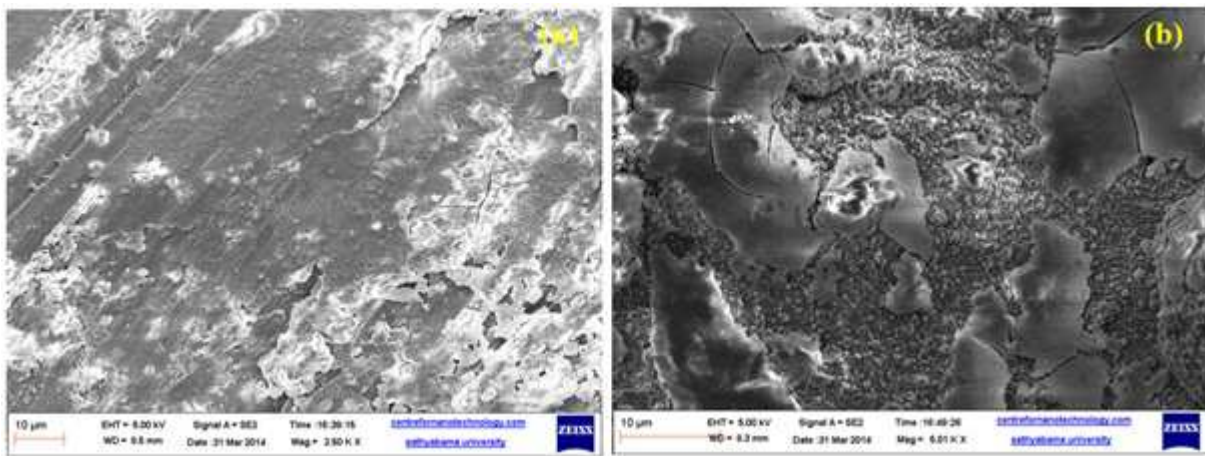 (a)
10 µm
EHT = 5.00 kV
WD = 9.5 mm
Signal A = SE2
Date :31 Mar 2014
Time :16:39:15
Mag = 2.50 K X
centrefornanotechnology.com
sathyabama.university
ZEISS
(b)
10 µm
EHT = 5.00 kV
WD = 9.3 mm
Signal A = SE2
Date :31 Mar 2014
Time :16:49:26
Mag = 5.01 K X
centrefornanotechnology.com
sathyabama.university
ZEISS